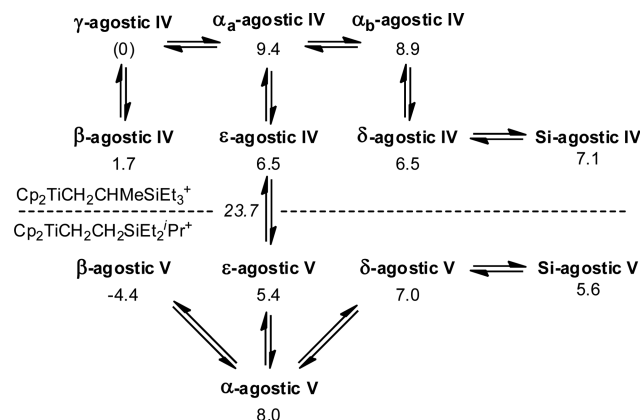 γ-agostic IV αa-agostic IV αb-agostic IV
(0) 9.4 8.9
β-agostic IV ε-agostic IV δ-agostic IV Si-agostic IV
1.7 6.5 6.5 7.1
Cp2TiCH2CHMeSiEt3+
23.7
Cp2TiCH2CH2SiEt2iPr+
β-agostic V ε-agostic V δ-agostic V Si-agostic V
-4.4 5.4 7.0 5.6
α-agostic V
8.0